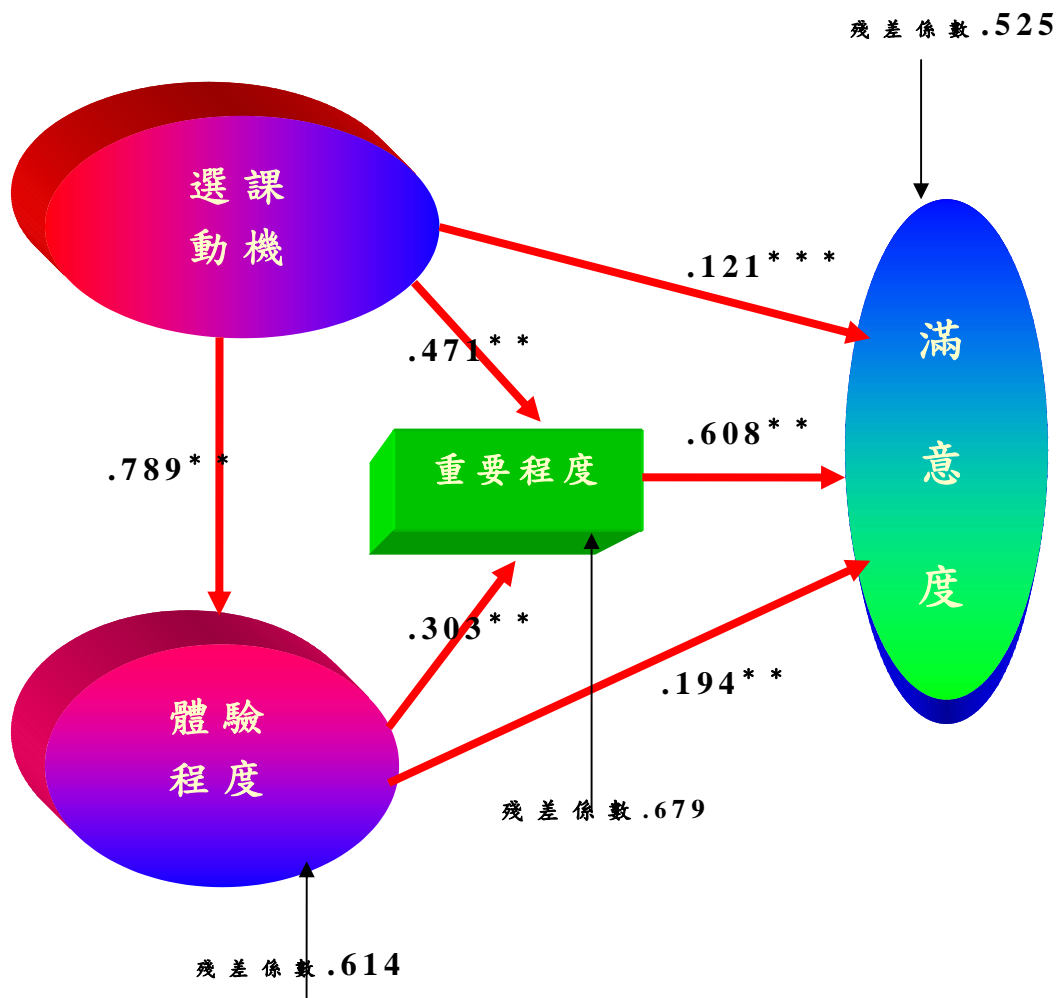 殘差係數.525
選課
動機
.121***
.471**
滿
意
度
.608**
.789**
重要程度
.303**
.194**
體驗
程度
殘差係數.679
殘差係數.614